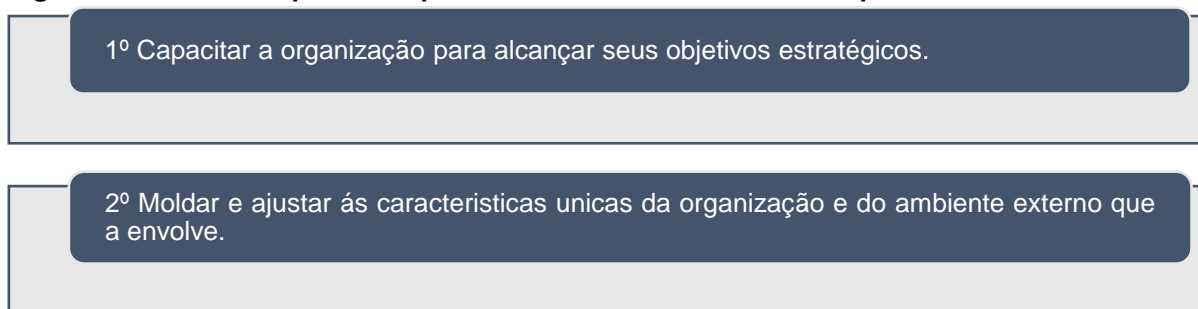 1º Capacitar a organização para alcançar seus objetivos estratégicos.
2º Moldar e ajustar ás caracteristicas unicas da organização e do ambiente externo que
a envolve.